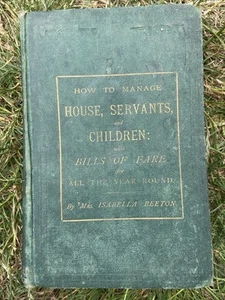 HOW TO MANAGE
HOUSE, SERVANTS,
and
CHILDREN:
with
BILLS OF FARE
for
ALL THE YEAR ROUND.
By Mrs. ISABELLA BEETON.